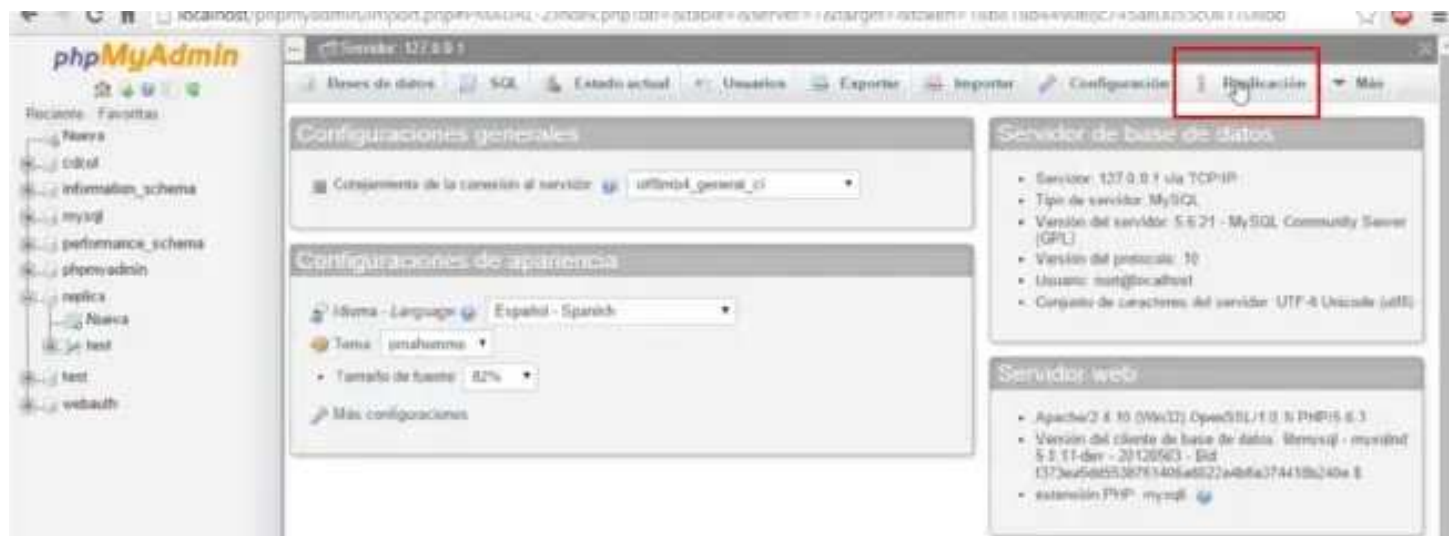 phpMyAdmin
Reciente Favoritas
Nueva
cdcol
information_schema
mysql
performance_schema
phpmyadmin
replica
Nueva
test
test
webauth
Servidor: 127.0.0.1
Bases de datos SQL Estado actual Usuarios Exportar Importar Configuración Replicación Más
Configuraciones generales
Cotejamiento de la conexión al servidor utf8mb4_general_ci
Configuraciones de apariencia
Idioma - Language Español - Spanish
Tema: pmahomme
Tamaño de fuente: 82%
Más configuraciones
Servidor de base de datos
Servidor: 127.0.0.1 via TCP/IP
Tipo de servidor: MySQL
Versión del servidor: 5.6.21 - MySQL Community Server
(GPL)
Versión del protocolo: 10
Usuario: root@localhost
Conjunto de caracteres del servidor: UTF-8 Unicode (utf8)
Servidor web
Apache/2.4.10 (Win32) PHP/5.6.3
Versión del cliente de base de datos: libmysql - mysqlnd
extensión PHP: mysqli